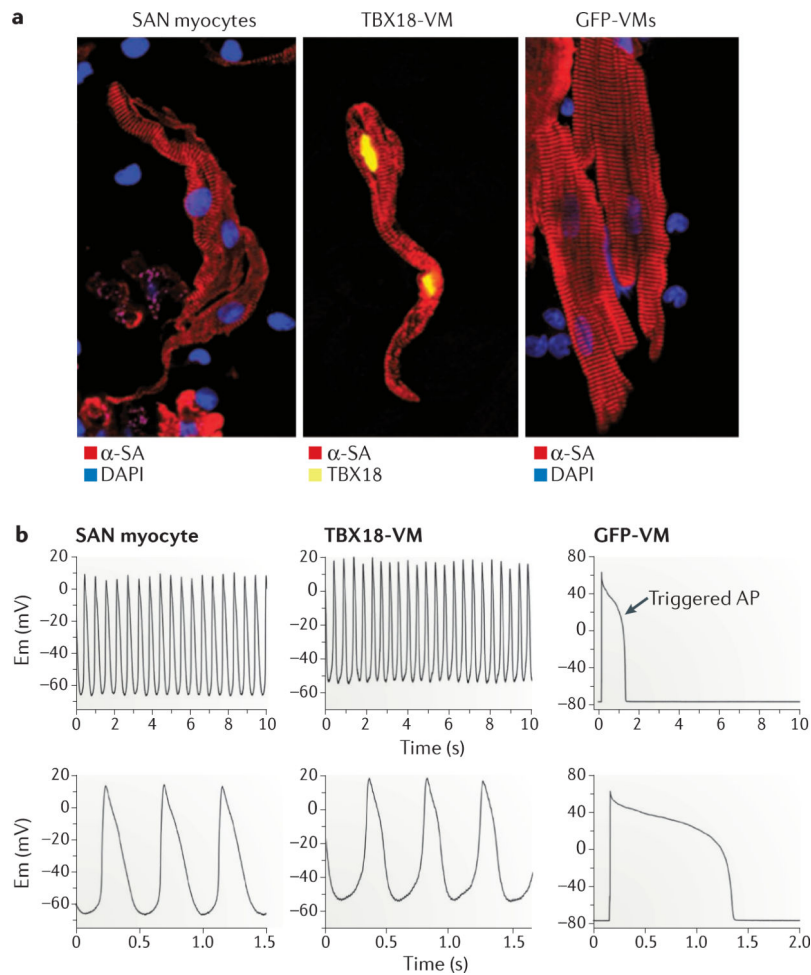 a
SAN myocytes TBX18-VM GFP-VMs
α-SA α-SA α-SA
DAPI TBX18 DAPI
b
SAN myocyte TBX18-VM GFP-VM
20 20 80
0 0 40
−20 −20 0
−40 −40 −40
−60 −60 −80
Em (mV)
Triggered AP
0 2 4 6 8 10 0 2 4 6 8 10 0 2 4 6 8 10
Time (s)
20 20 80
0 0 40
−20 −20 0
−40 −40 −40
−60 −60 −80
Em (mV)
0 0.5 1.0 1.5 0 0.5 1.0 1.5 0 0.5 1.0 1.5 2.0
Time (s)